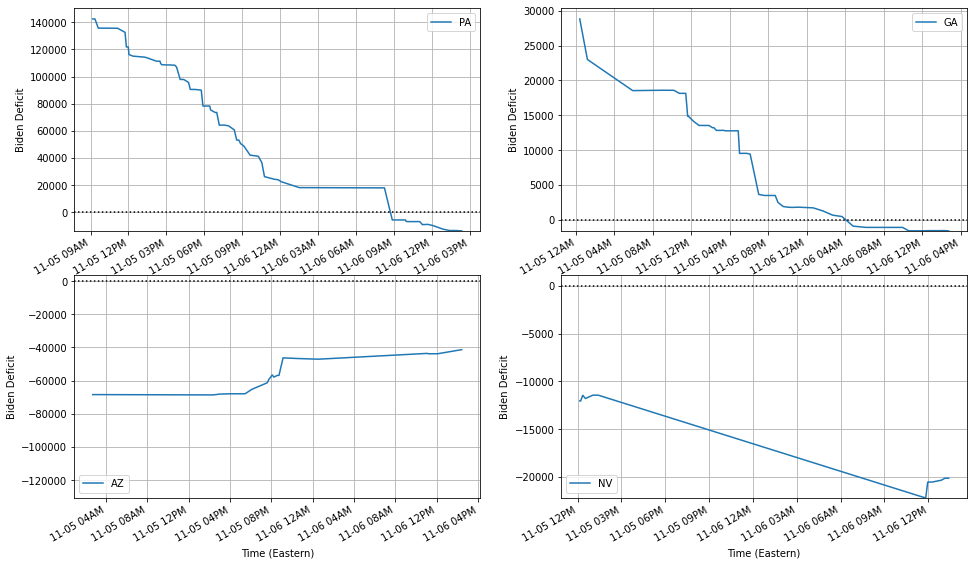 140000
120000
100000
80000
60000
40000
20000
0
Biden Deficit
PA
11-05 09AM
11-05 12PM
11-05 03PM
11-05 06PM
11-05 09PM
11-06 12AM
11-06 03AM
11-06 06AM
11-06 09AM
11-06 12PM
11-06 03PM
30000
25000
20000
15000
10000
5000
0
Biden Deficit
GA
11-05 12AM
11-05 04AM
11-05 08AM
11-05 12PM
11-05 04PM
11-05 08PM
11-06 12AM
11-06 04AM
11-06 08AM
11-06 12PM
11-06 04PM
0
−20000
−40000
−60000
−80000
−100000
−120000
Biden Deficit
AZ
11-05 04AM
11-05 08AM
11-05 12PM
11-05 04PM
11-05 08PM
11-06 12AM
11-06 04AM
11-06 08AM
11-06 12PM
11-06 04PM
Time (Eastern)
0
−5000
−10000
−15000
−20000
Biden Deficit
NV
11-05 12PM
11-05 03PM
11-05 06PM
11-05 09PM
11-06 12AM
11-06 03AM
11-06 06AM
11-06 09AM
11-06 12PM
Time (Eastern)